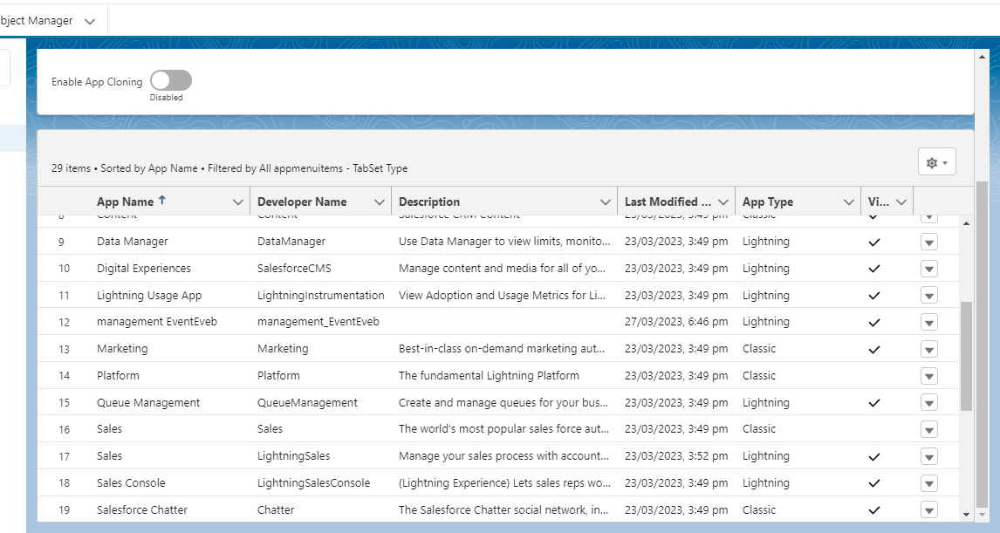 bject Manager
Enable App Cloning
Disabled
29 items • Sorted by App Name • Filtered by All appmenuitems - TabSet Type
App Name Developer Name Description Last Modified ... App Type Vi...
8 Content Content Salesforce CRM Content 23/03/2023, 3:49 pm Classic
9 Data Manager DataManager Use Data Manager to view limits, monito... 23/03/2023, 3:49 pm Lightning
10 Digital Experiences SalesforceCMS Manage content and media for all of yo... 23/03/2023, 3:49 pm Lightning
11 Lightning Usage App LightningInstrumentation View Adoption and Usage Metrics for Li... 23/03/2023, 3:49 pm Lightning
12 management EventEveb management_EventEveb 27/03/2023, 6:46 pm Lightning
13 Marketing Marketing Best-in-class on-demand marketing aut... 23/03/2023, 3:49 pm Classic
14 Platform Platform The fundamental Lightning Platform 23/03/2023, 3:49 pm Classic
15 Queue Management QueueManagement Create and manage queues for your bus... 23/03/2023, 3:49 pm Lightning
16 Sales Sales The world's most popular sales force aut... 23/03/2023, 3:49 pm Classic
17 Sales LightningSales Manage your sales process with account... 23/03/2023, 3:52 pm Lightning
18 Sales Console LightningSalesConsole (Lightning Experience) Lets sales reps wo... 23/03/2023, 3:49 pm Lightning
19 Salesforce Chatter Chatter The Salesforce Chatter social network, in... 23/03/2023, 3:49 pm Classic